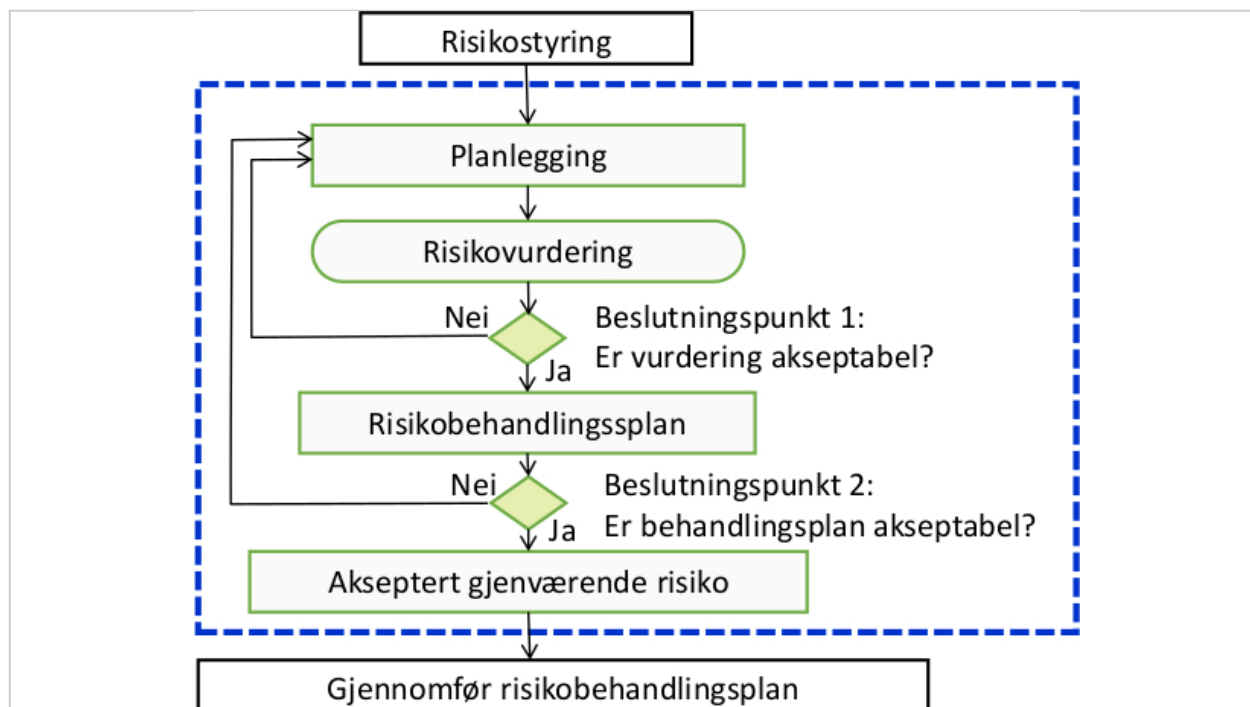 Risikostyring
Planlegging
Risikovurdering
Nei
Beslutningspunkt 1:
Er vurdering akseptabel?
Ja
Risikobehandlingssplan
Nei
Beslutningspunkt 2:
Er behandlingsplan akseptabel?
Ja
Akseptert gjenværende risiko
Gjennomfør risikobehandlingsplan